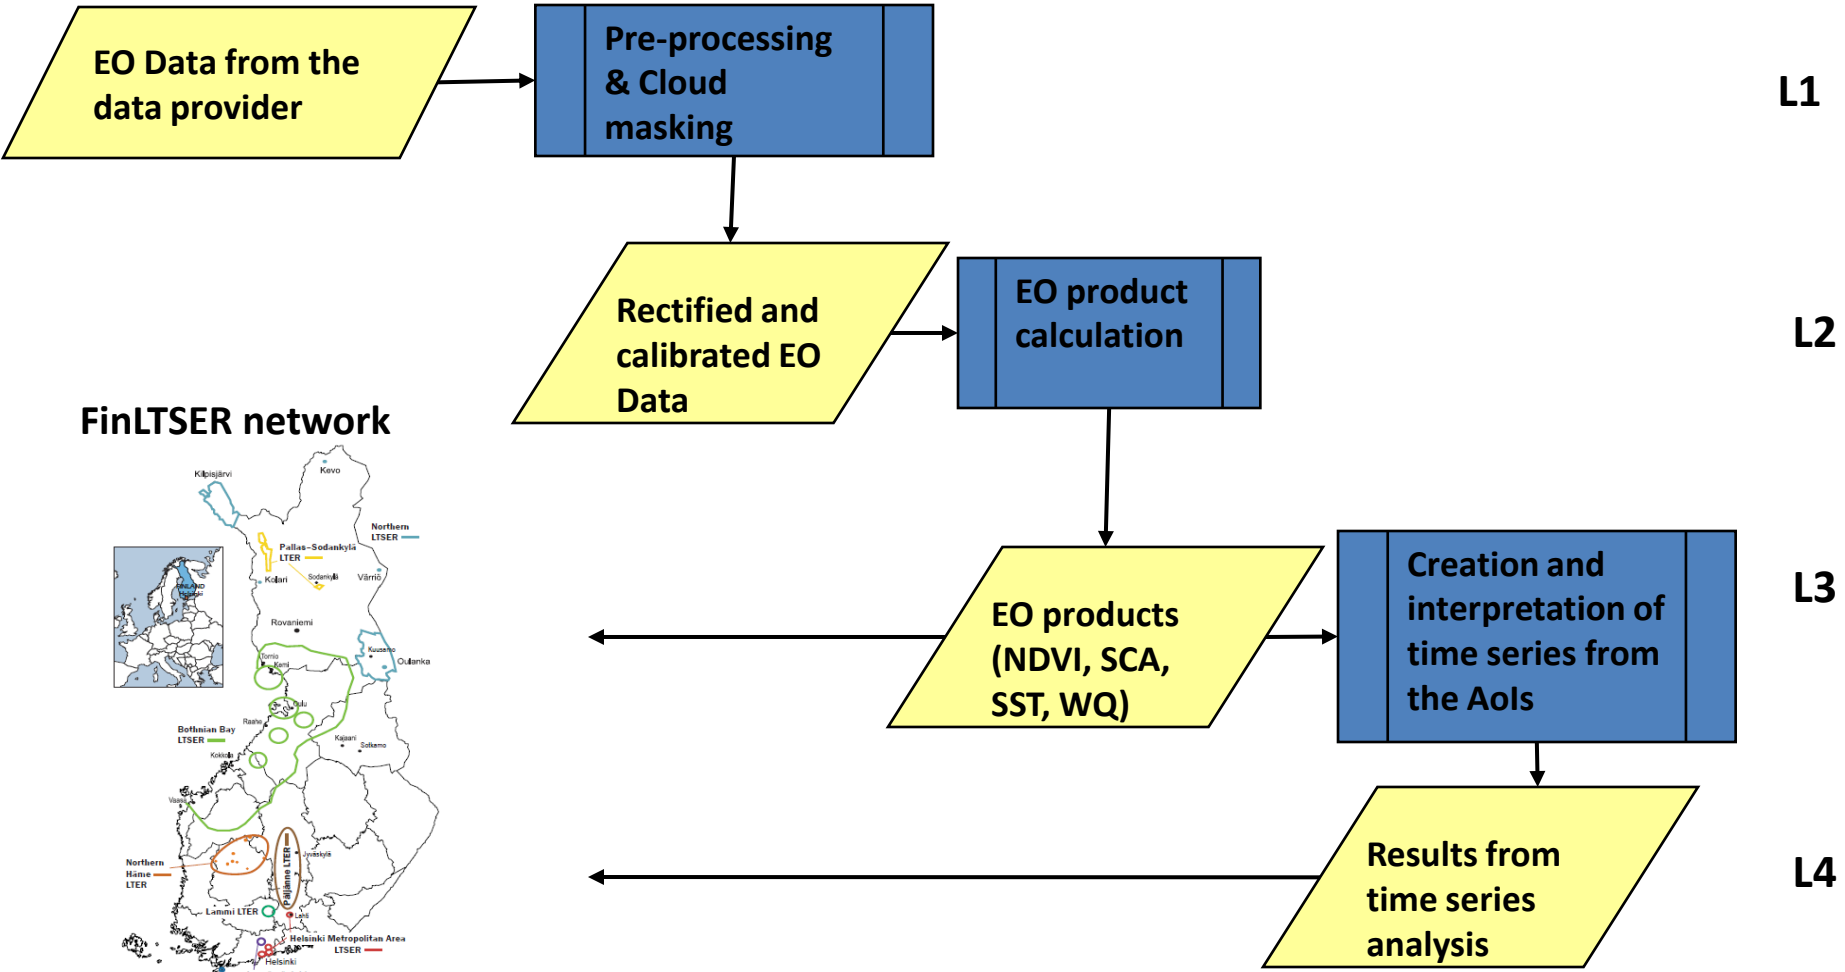 EO Data from the
data provider
Pre-processing
& Cloud
masking
L1
Rectified and
calibrated EO
Data
EO product
calculation
L2
FinLTSER network
Kilpisjärvi
Kevo
Northern
LTSER
Pallas-Sodankylä
LTER
Kolari
Sodankylä
Värriö
FINLAND
Helsinki
Rovaniemi
Tornio
Kemi
Kuusamo
Oulanka
Oulu
Raahe
Bothnian Bay
LTSER
Kajaani
Sotkamo
Kokkola
Vaasa
Northern
Häme
LTER
Päijänne LTER
Jyväskylä
Lammi LTER
Lahti
Helsinki Metropolitan Area
LTSER
Helsinki
EO products
(NDVI, SCA,
SST, WQ)
Creation and
interpretation of
time series from
the AoIs
L3
Results from
time series
analysis
L4